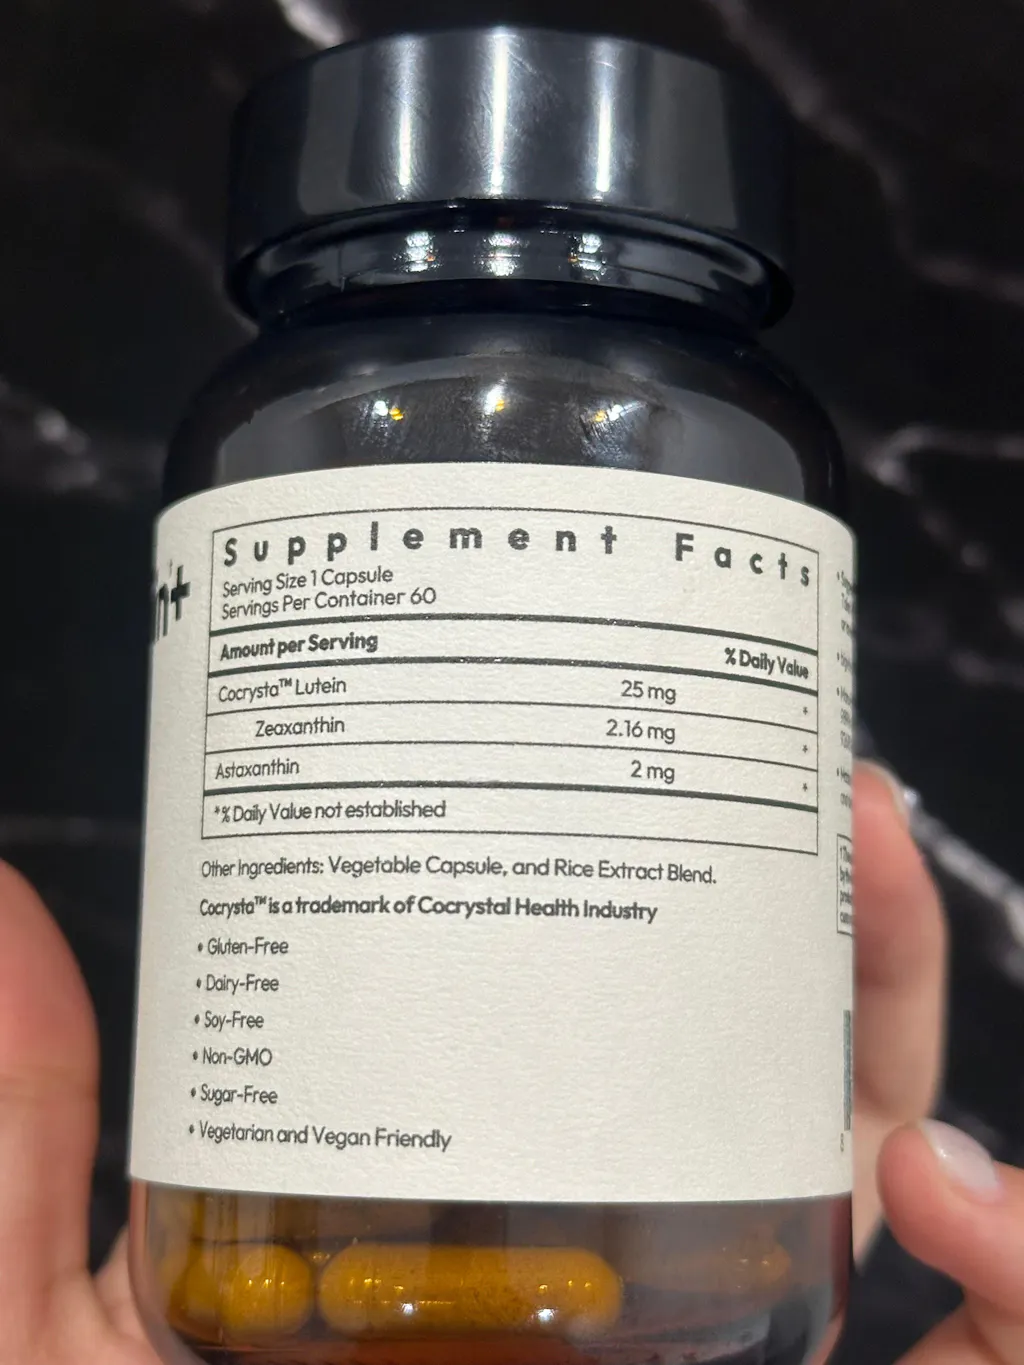 Supplement Facts
Serving Size 1 Capsule
Servings Per Container 60
Amount per Serving % Daily Value
Cocrysta™ Lutein 25 mg *
Zeaxanthin 2.16 mg *
Astaxanthin 2 mg *
*% Daily Value not established
Other Ingredients: Vegetable Capsule, and Rice Extract Blend.
Cocrysta™ is a trademark of Cocrystal Health Industry
• Gluten-Free
• Dairy-Free
• Soy-Free
• Non-GMO
• Sugar-Free
• Vegetarian and Vegan Friendly